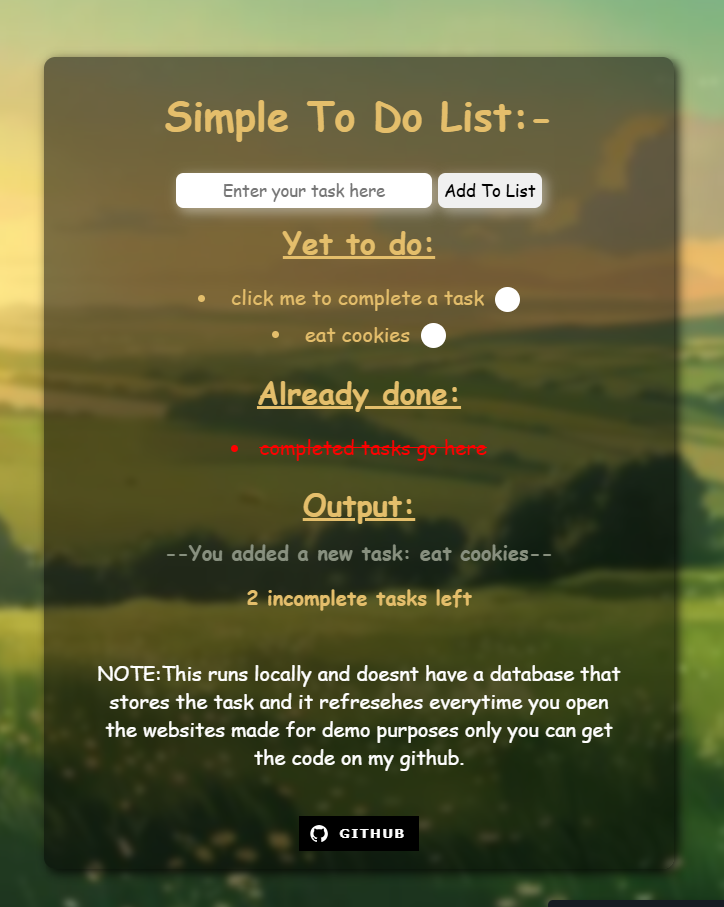 Simple To Do List:-
Enter your task here Add To List
Yet to do:
click me to complete a task
eat cookies
Already done:
completed tasks go here
Output:
--You added a new task: eat cookies--
2 incomplete tasks left
NOTE:This runs locally and doesnt have a database that
stores the task and it refresehes everytime you open
the websites made for demo purposes only you can get
the code on my github.
GITHUB